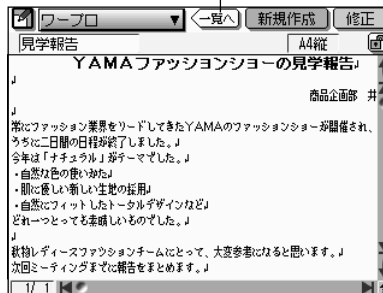 ワープロ ▼ 一覧へ 新規作成 修正
見学報告 A4縦
YAMAファッションショーの見学報告
商品企画部 井
常にファッション業界をリードしてきたYAMAのファッションショーが開催され、
うちに二日間の日程が終了しました。
今年は「ナチュラル」がテーマでした。
・自然な色の使いかた
・肌に優しい新しい生地の採用
・自然にフィットしたトータルデザインなど
どれ一つとっても素晴しいものでした。
秋物レディースファッションチームにとって、大変参考になると思います。
次回ミーティングまでに報告をまとめます。
1/ 1